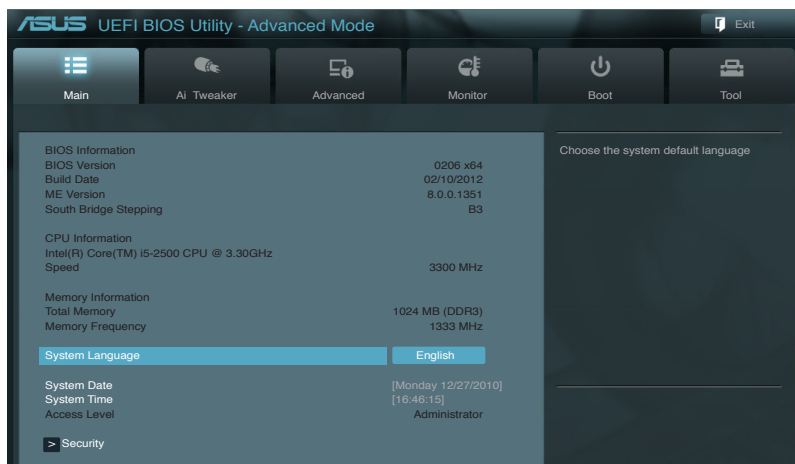 ASUS UEFI BIOS Utility - Advanced Mode
Exit
Main
Ai Tweaker
Advanced
Monitor
Boot
Tool
BIOS Information
BIOS Version 0206 x64
Build Date 02/10/2012
ME Version 8.0.0.1351
South Bridge Stepping B3
CPU Information
Intel(R) Core(TM) i5-2500 CPU @ 3.30GHz
Speed 3300 MHz
Memory Information
Total Memory 1024 MB (DDR3)
Memory Frequency 1333 MHz
System Language English
System Date [Monday 12/27/2010]
System Time [16:46:15]
Access Level Administrator
> Security
Choose the system default language